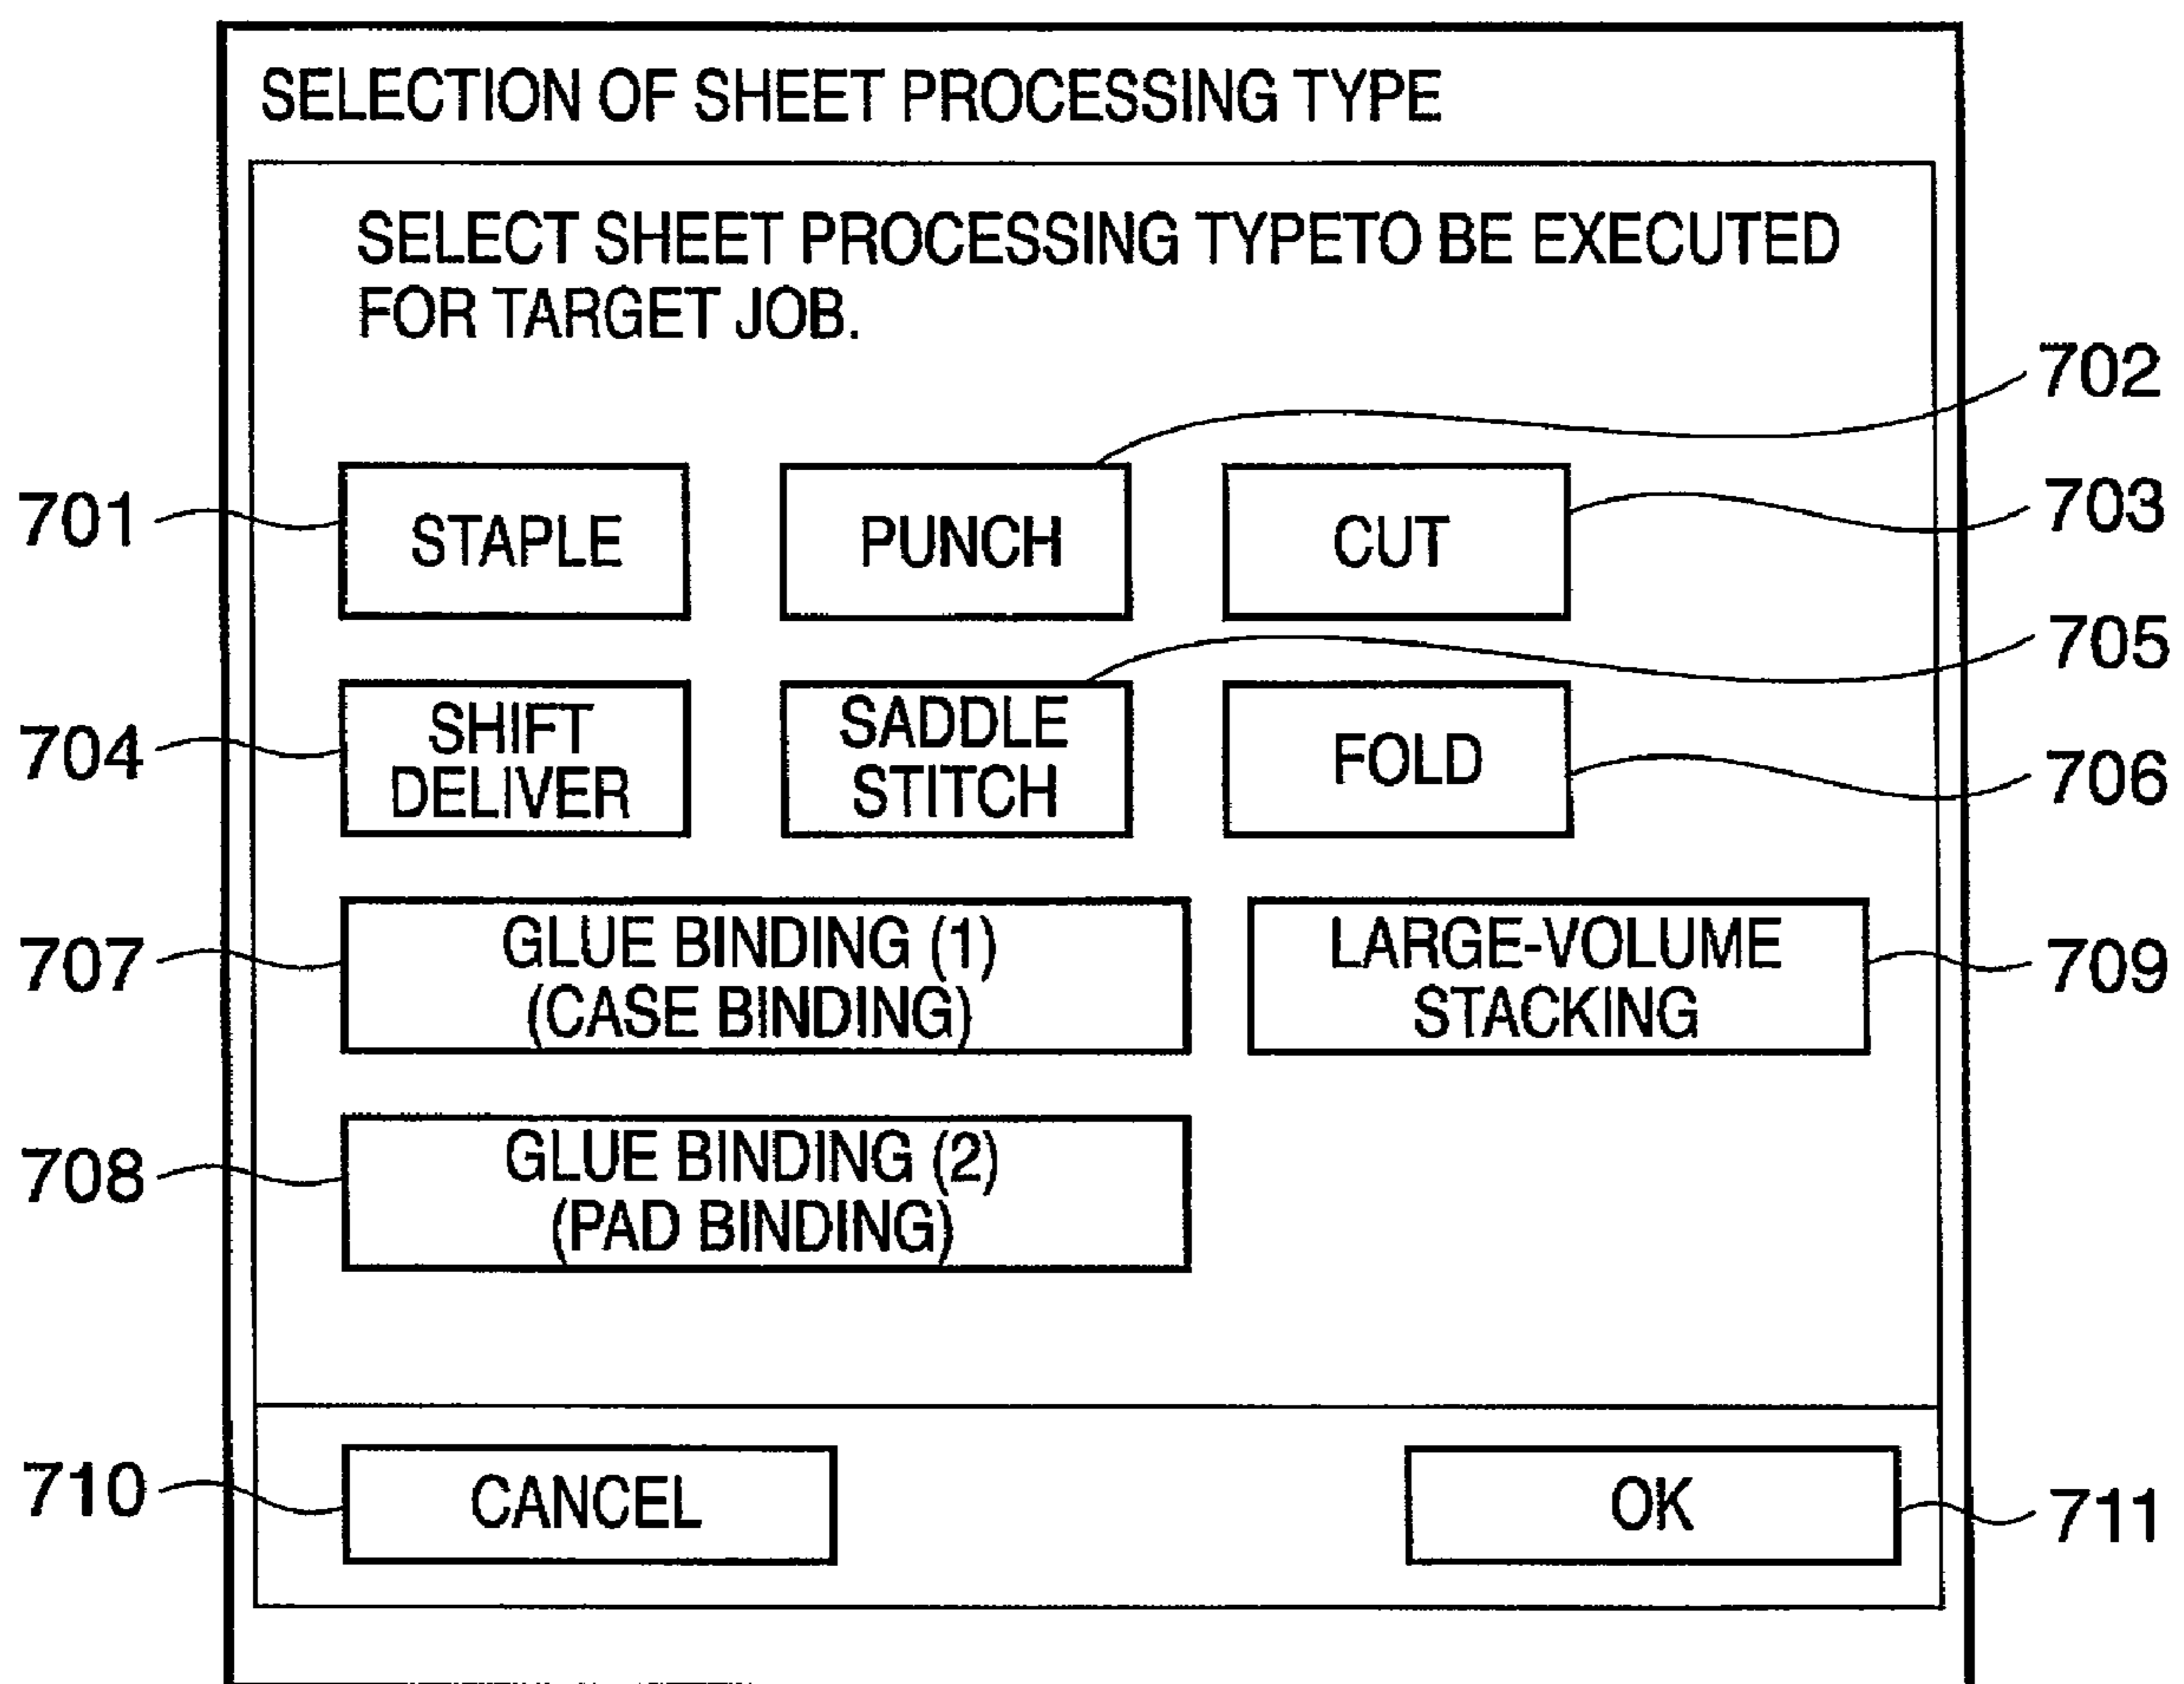 SELECTION OF SHEET PROCESSING TYPE
SELECT SHEET PROCESSING TYPETO BE EXECUTED
FOR TARGET JOB.
702
701
STAPLE
PUNCH
CUT
703
705
704
SHIFT
DELIVER
SADDLE
STITCH
FOLD
706
707
GLUE BINDING (1)
(CASE BINDING)
LARGE-VOLUME
STACKING
709
708
GLUE BINDING (2)
(PAD BINDING)
710
CANCEL
OK
711